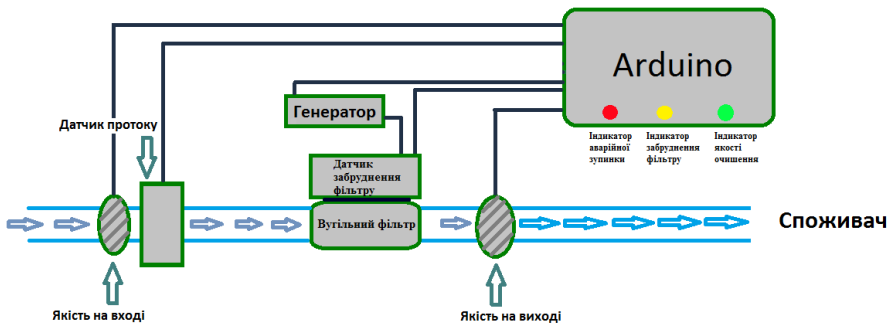 Arduino
Генератор
Датчик протоку
Індикатор
аварійної
зупинки
Індикатор
забруднення
фільтру
Індикатор
якості
очишення
Датчик
забруднення
фільтру
Вугільний фільтр
Споживач
Якість на вході
Якість на виході